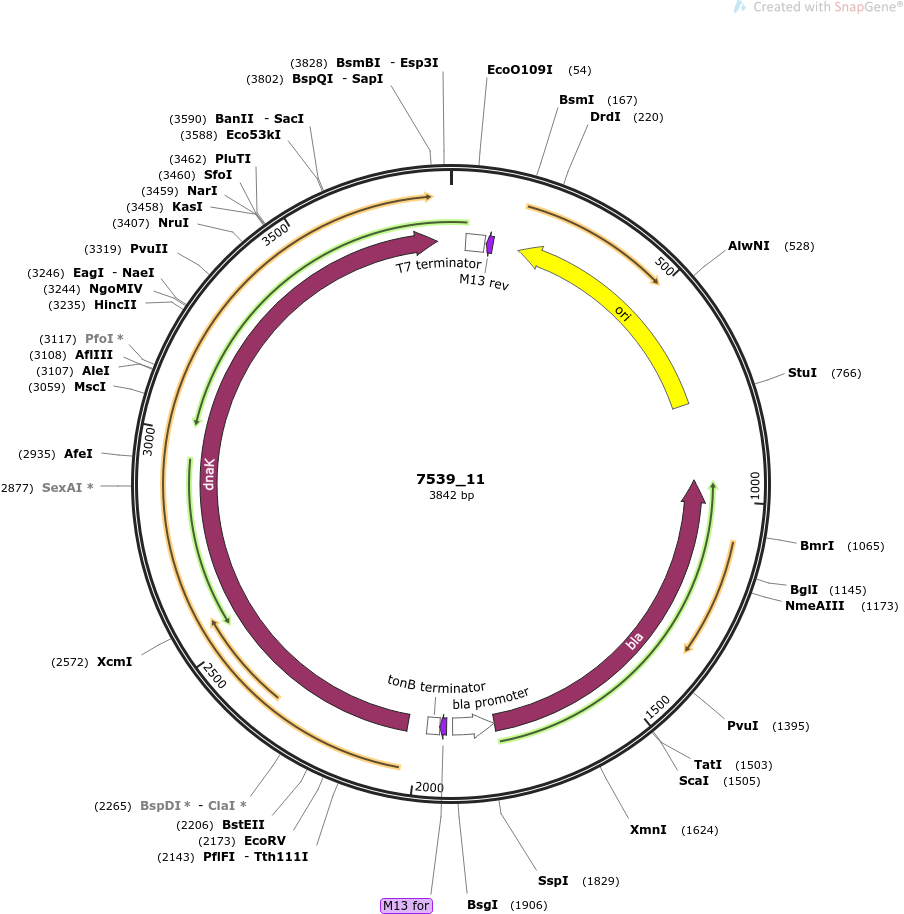 Created with SnapGene®
(3828) BsmBI - Esp3I
(3802) BspQI - SapI
EcoO109I (54)
BsmI (167)
DrdI (220)
(3590) BanII - SacI
(3588) Eco53kI
(3462) PluTI
(3460) SfoI
(3459) NarI
(3458) KasI
(3407) NruI
(3319) PvuII
(3246) EagI - NaeI
(3244) NgoMIV
(3235) HincII
(3117) PfoI *
(3108) AflIII
(3107) AleI
(3059) MscI
(2935) AfeI
(2877) SexAI *
(2572) XcmI
(2265) BspDI * - ClaI *
(2206) BstEII
(2173) EcoRV
(2143) PflFI - Tth111I
AlwNI (528)
StuI (766)
BmrI (1065)
BglI (1145)
NmeAIII (1173)
PvuI (1395)
TatI (1503)
ScaI (1505)
XmnI (1624)
SspI (1829)
BsgI (1906)
M13 for
500
1000
1500
2000
2500
3000
3500
T7 terminator
M13 rev
ori
dnaK
bla
tonB terminator
bla promoter
7539_11
3842 bp